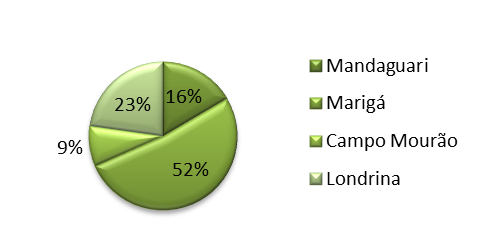 23%
16%
9%
52%
Mandaguari
Marigá
Campo Mourão
Londrina